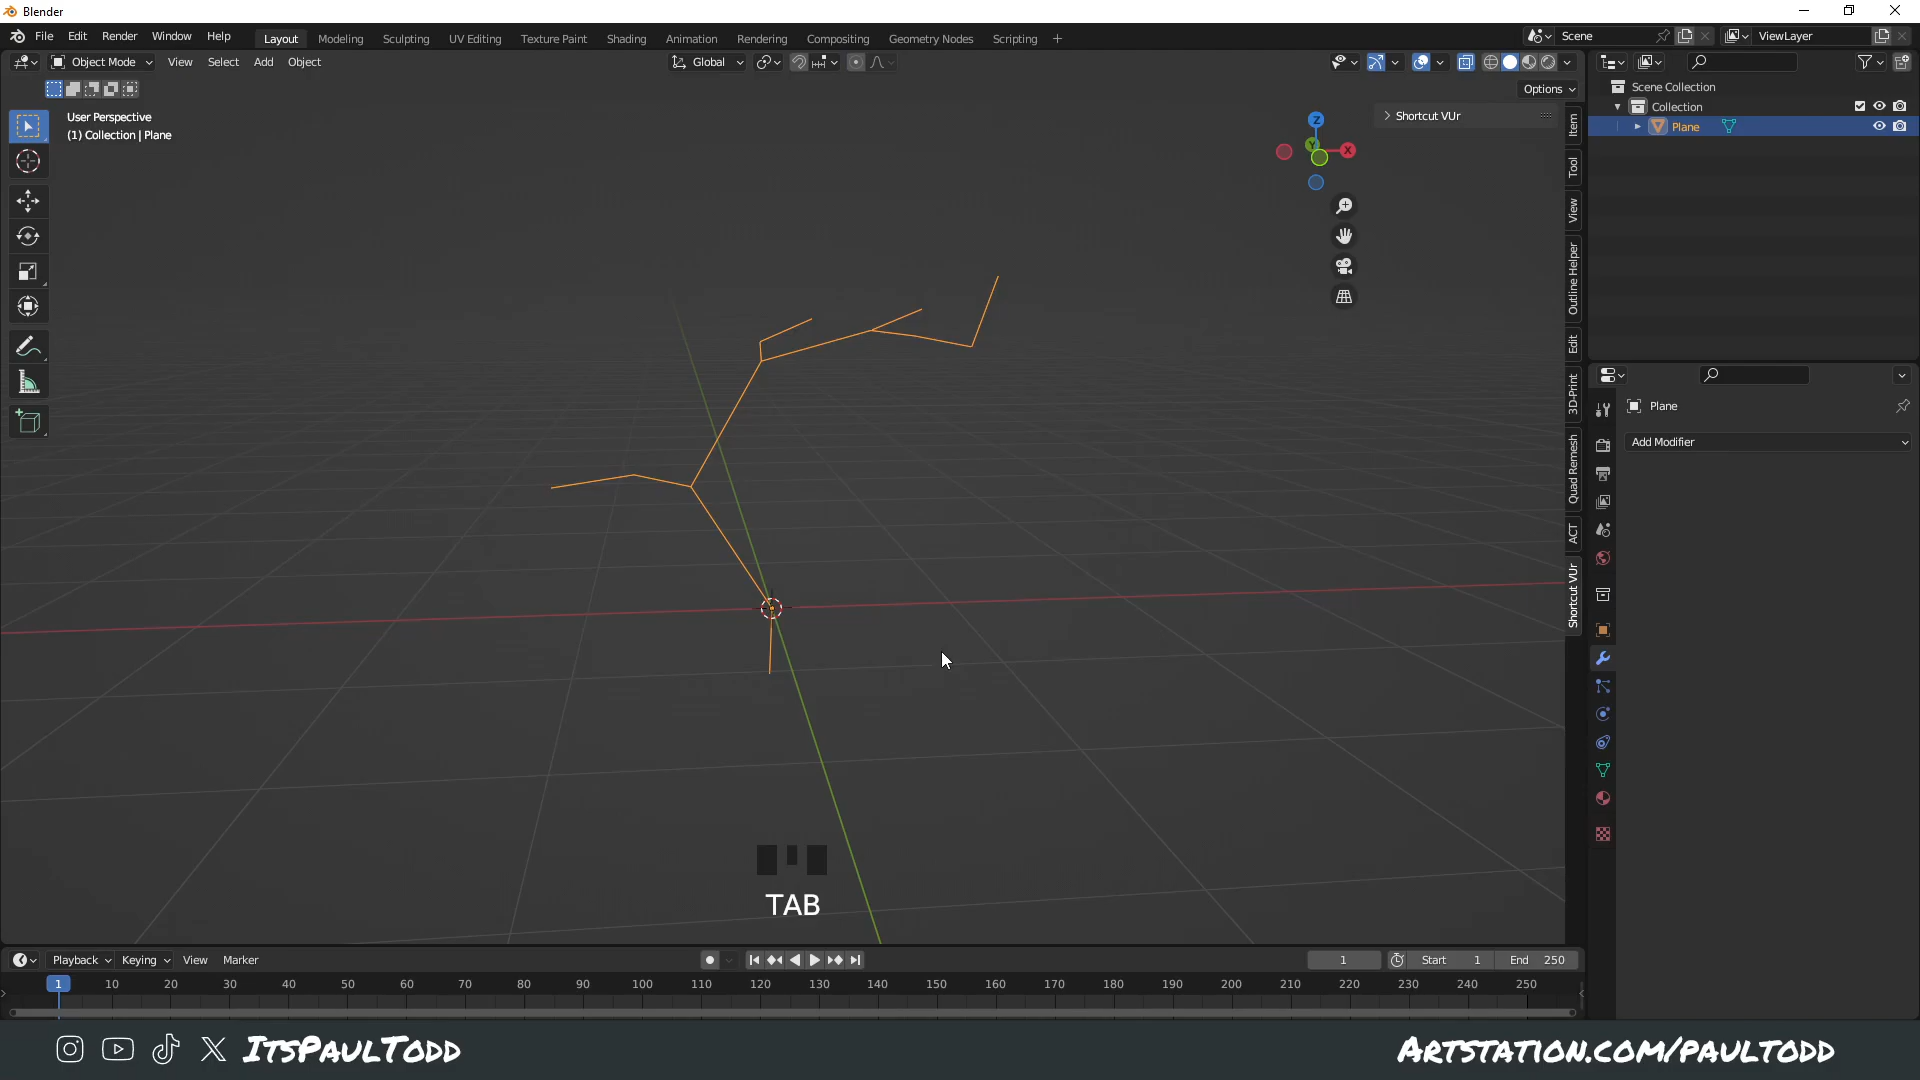 Blender
File Edit Render Window Help Layout Modeling Sculpting UV Editing Texture Paint Shading Animation Rendering Compositing Geometry Nodes Scripting + Scene ViewLayer
Object Mode View Select Add Object Global
Options
User Perspective
(1) Collection | Plane
Shortcut VUr
Z
Y
X
Item
Tool
View
Outline Helper
Edit
3D-Print
Quad Remesh
ACT
Shortcut VUr
Scene Collection
Collection
Plane
Plane
Add Modifier
TAB
Playback Keying View Marker 1 Start 1 End 250
1 10 20 30 40 50 60 70 80 90 100 110 120 130 140 150 160 170 180 190 200 210 220 230 240 250
ItsPaulTodd
Artstation.com/paultodd